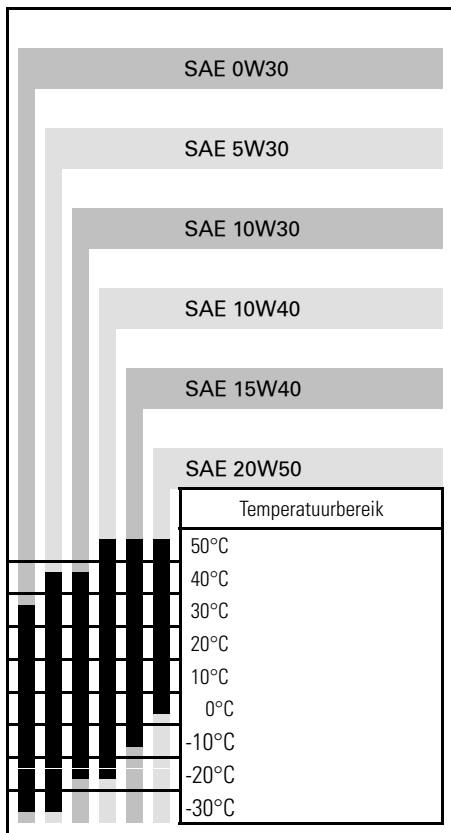 SAE 0W30
SAE 5W30
SAE 10W30
SAE 10W40
SAE 15W40
SAE 20W50
Temperatuurbereik
50°C
40°C
30°C
20°C
10°C
0°C
-10°C
-20°C
-30°C